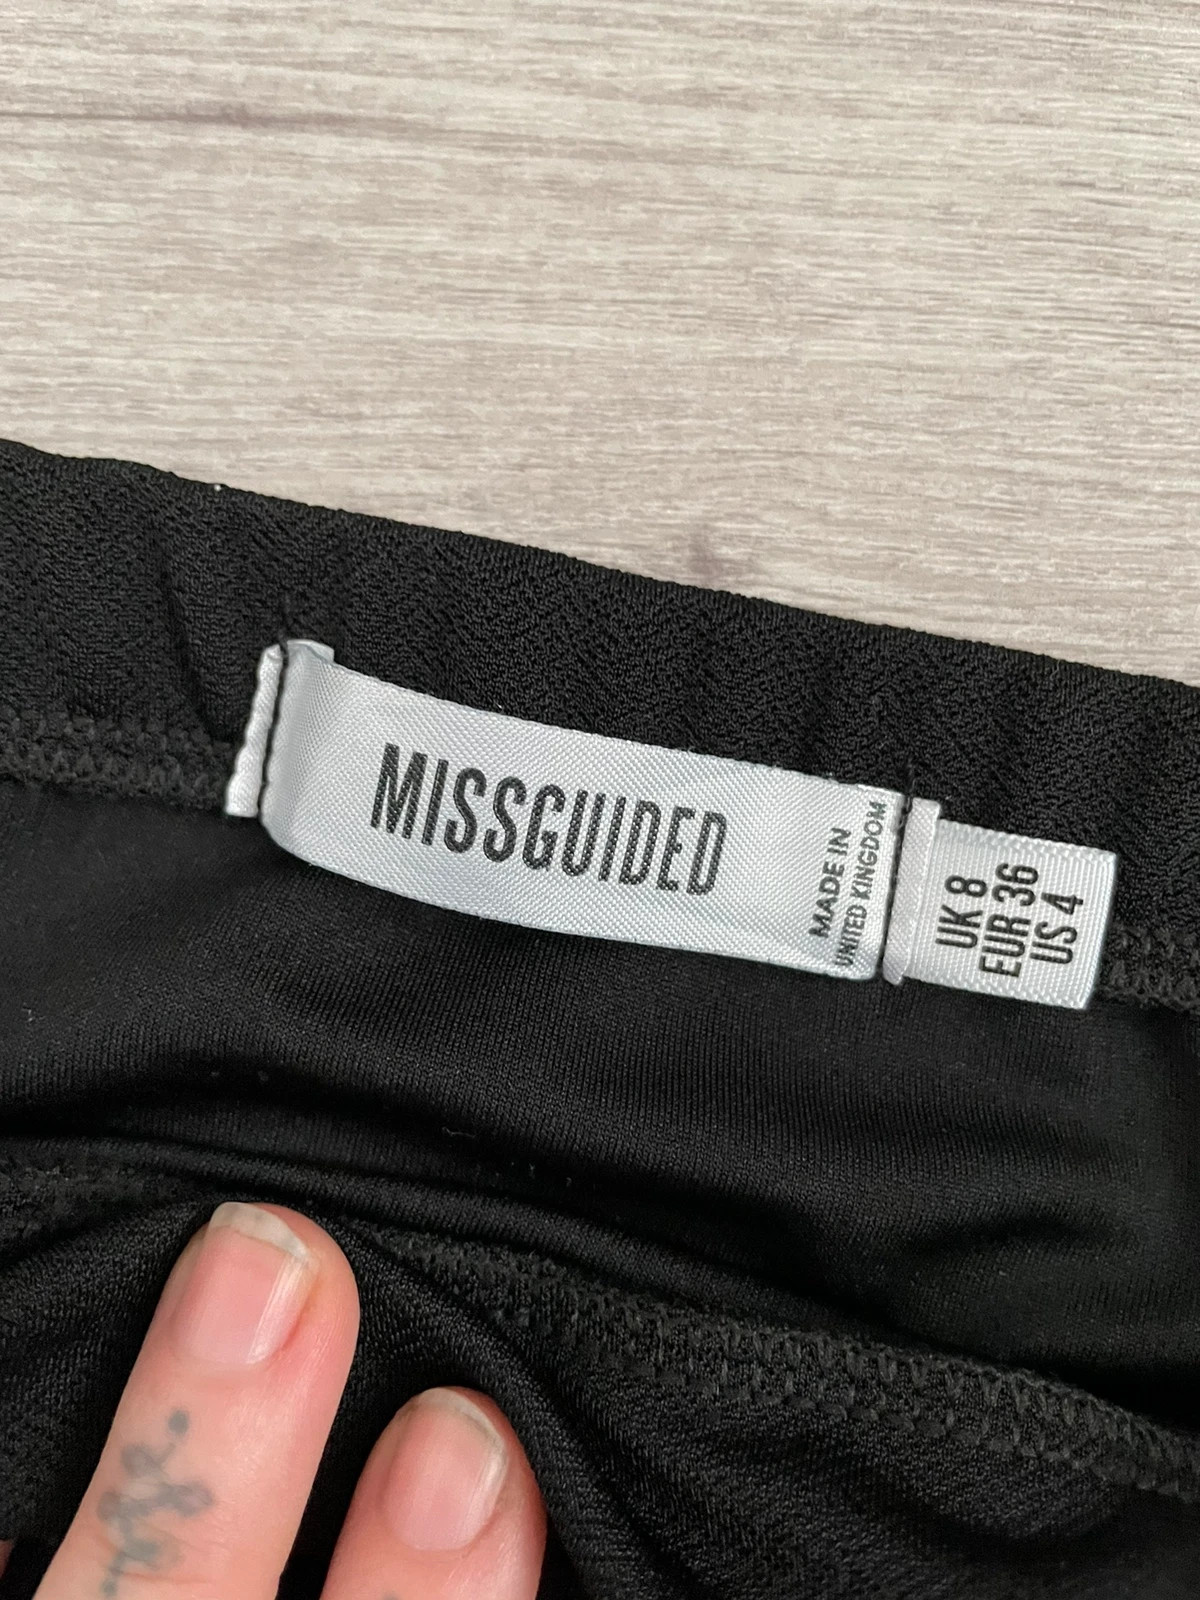 MISSGUIDED
MADE IN
UNITED KINGDOM
UK 8
EUR 36
US 4